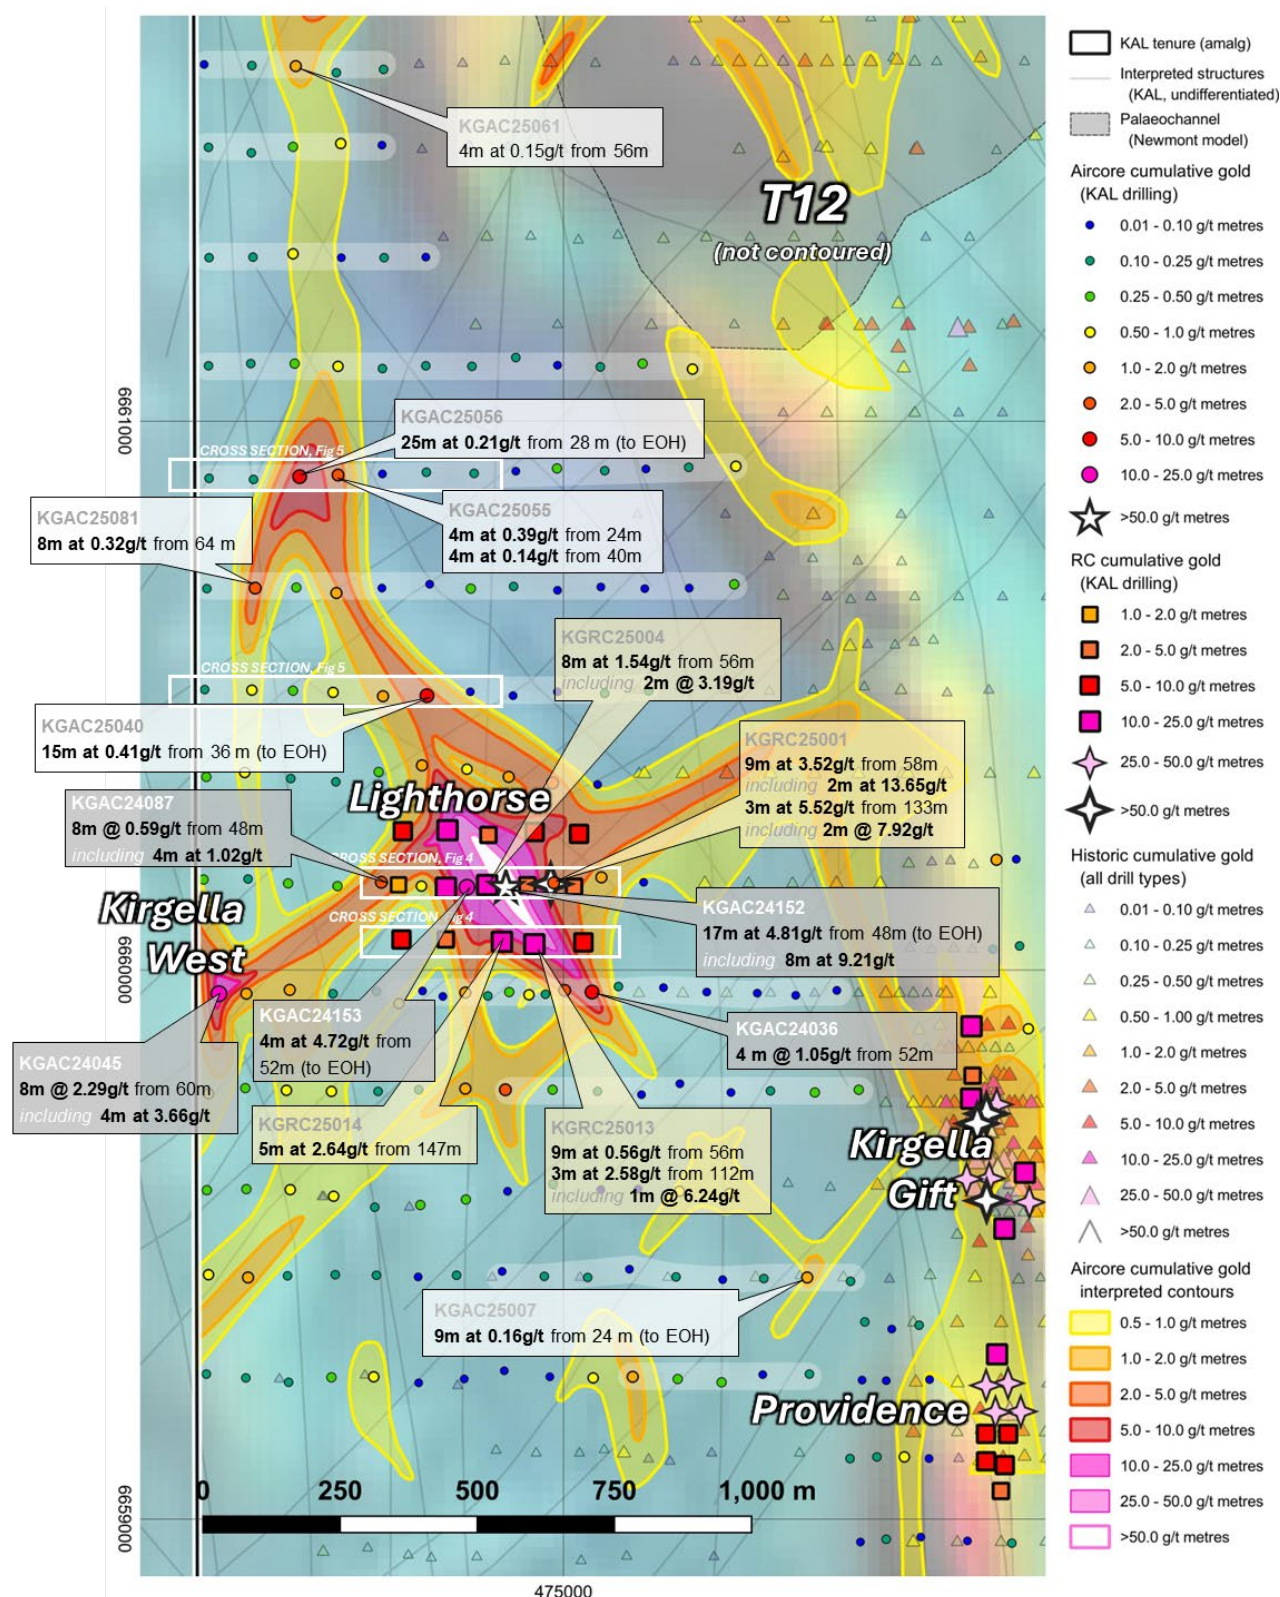 KGAC25061
4m at 0.15g/t from 56m
T12
(not contoured)
6691000
CROSS SECTION, Fig 5
KGAC25056
25m at 0.21g/t from 28 m (to EOH)
KGAC25081
8m at 0.32g/t from 64 m
KGAC25055
4m at 0.39g/t from 24m
4m at 0.14g/t from 40m
CROSS SECTION, Fig 5
KGRC25004
8m at 1.54g/t from 56m
including 2m @ 3.19g/t
KGAC25040
15m at 0.41g/t from 36 m (to EOH)
KGRC25001
9m at 3.52g/t from 58m
including 2m at 13.65g/t
3m at 5.52g/t from 133m
including 2m @ 7.92g/t
Lighthorse
KGAC24087
8m @ 0.59g/t from 48m
including 4m at 1.02g/t
CROSS SECTION, Fig 4
Kirgella
West
CROSS SECTION, Fig 4
KGAC24152
17m at 4.81g/t from 48m (to EOH)
including 8m at 9.21g/t
6690000
KGAC24153
4m at 4.72g/t from
52m (to EOH)
KGAC24036
4 m @ 1.05g/t from 52m
KGAC24045
8m @ 2.29g/t from 60m
including 4m at 3.66g/t
KGRC25014
5m at 2.64g/t from 147m
KGRC25013
9m at 0.56g/t from 56m
3m at 2.58g/t from 112m
including 1m @ 6.24g/t
Kirgella
Gift
KGAC25007
9m at 0.16g/t from 24 m (to EOH)
Providence
0 250 500 750 1,000 m
6695000
475000
KAL tenure (amalg)
Interpreted structures
(KAL, undifferentiated)
Palaeochannel
(Newmont model)
Aircore cumulative gold
(KAL drilling)
0.01 - 0.10 g/t metres
0.10 - 0.25 g/t metres
0.25 - 0.50 g/t metres
0.50 - 1.0 g/t metres
1.0 - 2.0 g/t metres
2.0 - 5.0 g/t metres
5.0 - 10.0 g/t metres
10.0 - 25.0 g/t metres
>50.0 g/t metres
RC cumulative gold
(KAL drilling)
1.0 - 2.0 g/t metres
2.0 - 5.0 g/t metres
5.0 - 10.0 g/t metres
10.0 - 25.0 g/t metres
25.0 - 50.0 g/t metres
>50.0 g/t metres
Historic cumulative gold
(all drill types)
0.01 - 0.10 g/t metres
0.10 - 0.25 g/t metres
0.25 - 0.50 g/t metres
0.50 - 1.00 g/t metres
1.0 - 2.0 g/t metres
2.0 - 5.0 g/t metres
5.0 - 10.0 g/t metres
10.0 - 25.0 g/t metres
25.0 - 50.0 g/t metres
>50.0 g/t metres
Aircore cumulative gold
interpreted contours
0.5 - 1.0 g/t metres
1.0 - 2.0 g/t metres
2.0 - 5.0 g/t metres
5.0 - 10.0 g/t metres
10.0 - 25.0 g/t metres
25.0 - 50.0 g/t metres
>50.0 g/t metres